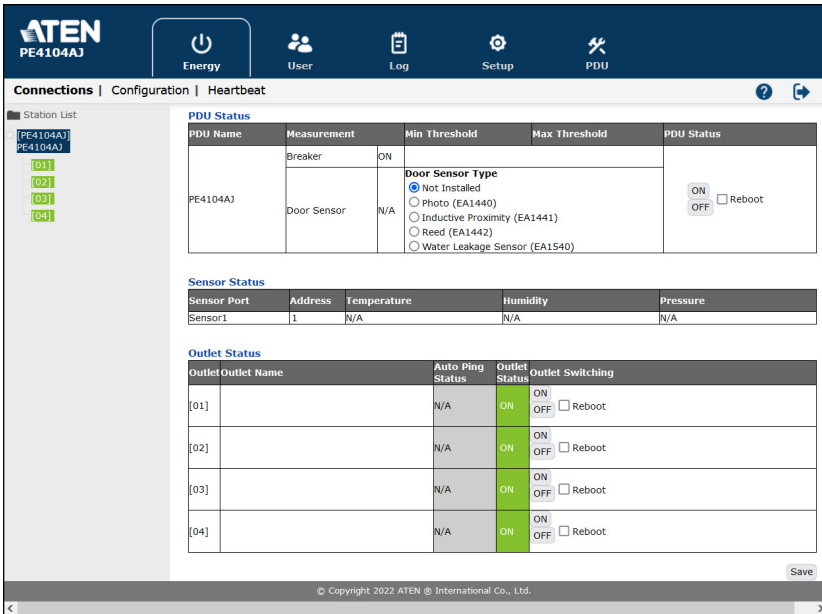 ATEN
PE4104AJ
Energy User Log Setup PDU
Connections | Configuration | Heartbeat
?
Station List
[PE4104AJ]
PE4104AJ
[01]
[02]
[03]
[04]
PDU Status
PDU Name Measurement Min Threshold Max Threshold PDU Status
PE4104AJ
Breaker ON
Door Sensor N/A
Door Sensor Type
Not Installed
Photo (EA1440)
Inductive Proximity (EA1441)
Reed (EA1442)
Water Leakage Sensor (EA1540)
ON
OFF Reboot
Sensor Status
Sensor Port Address Temperature Humidity Pressure
Sensor1 1 N/A N/A N/A
Outlet Status
Outlet Outlet Name Auto Ping Status Outlet Status Outlet Switching
[01] N/A ON ON
OFF Reboot
[02] N/A ON ON
OFF Reboot
[03] N/A ON ON
OFF Reboot
[04] N/A ON ON
OFF Reboot
Save
© Copyright 2022 ATEN ® International Co., Ltd.